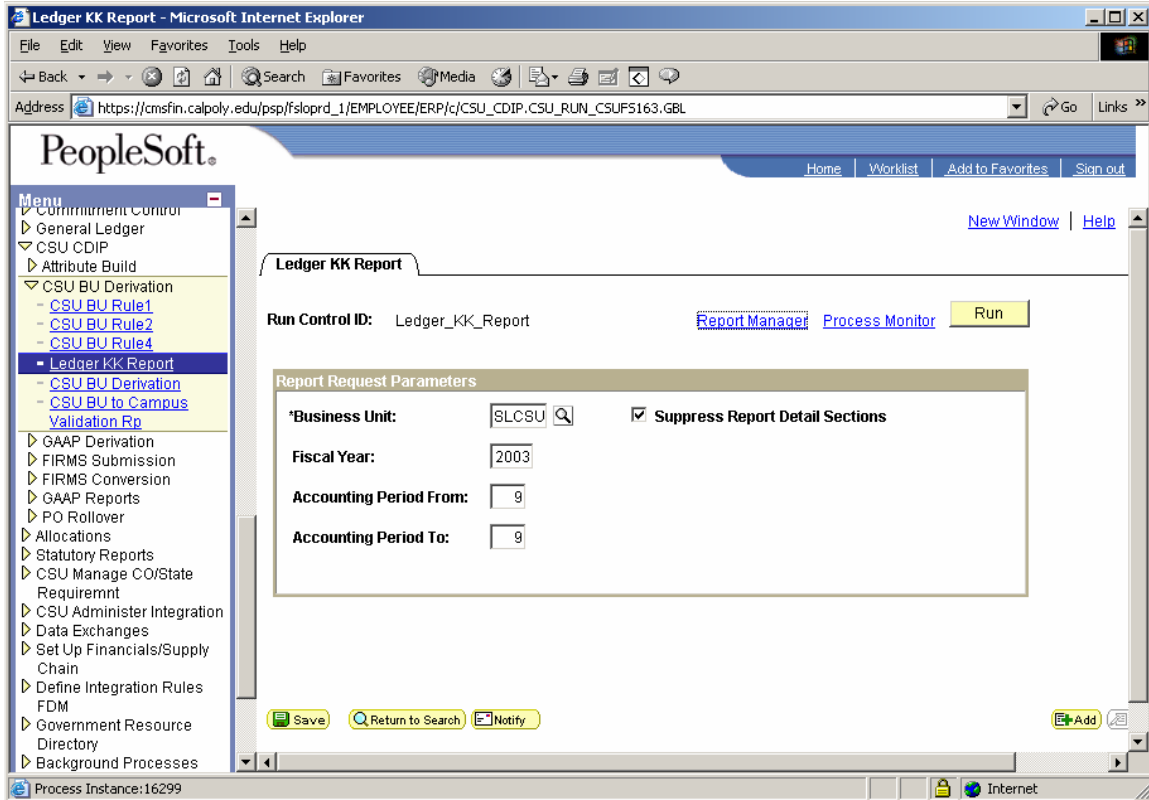 Ledger KK Report - Microsoft Internet Explorer
File Edit View Favorites Tools Help
Back Search Favorites Media
Address https://cmsfin.calpoly.edu/psp/fsloprd_1/EMPLOYEE/ERP/c/CSU_CDIP.CSU_RUN_CSUF5163.GBL Go Links »
PeopleSoft®
Home Worklist Add to Favorites Sign out
Menu
Commitment Control
General Ledger
CSU CDIP
Attribute Build
CSU BU Derivation
- CSU BU Rule1
- CSU BU Rule2
- CSU BU Rule4
- Ledger KK Report
- CSU BU Derivation
- CSU BU to Campus
Validation Rp
GAAP Derivation
FIRMS Submission
FIRMS Conversion
GAAP Reports
PO Rollover
Allocations
Statutory Reports
CSU Manage CO/State
Requiremnt
CSU Administer Integration
Data Exchanges
Set Up Financials/Supply
Chain
Define Integration Rules
FDM
Government Resource
Directory
Background Processes
New Window | Help
Ledger KK Report
Run Control ID: Ledger_KK_Report Report Manager Process Monitor Run
Report Request Parameters
*Business Unit: SLCSU Suppress Report Detail Sections
Fiscal Year: 2003
Accounting Period From: 9
Accounting Period To: 9
Save Return to Search Notify Add
Process Instance:16299 Internet